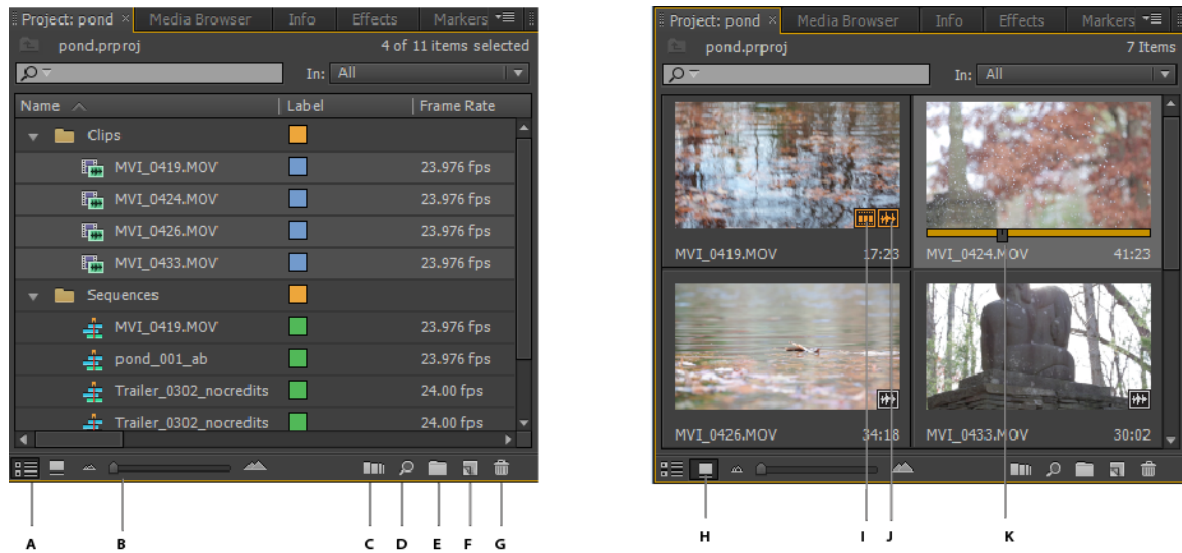 Project: pond × Media Browser Info Effects Markers
pond.prproj 4 of 11 items selected
In: All
Name Label Frame Rate
Clips
MVI_0419.MOV 23.976 fps
MVI_0424.MOV 23.976 fps
MVI_0426.MOV 23.976 fps
MVI_0433.MOV 23.976 fps
Sequences
MVI_0419.MOV 23.976 fps
pond_001_ab 23.976 fps
Trailer_0302_nocredits 24.00 fps
Trailer_0302_nocredits 24.00 fps
A B C D E F G
Project: pond × Media Browser Info Effects Markers
pond.prproj 7 Items
In: All
MVI_0419.MOV 17:23 MVI_0424.MOV 41:23
MVI_0426.MOV 34:18 MVI_0433.MOV 30:02
H I J K